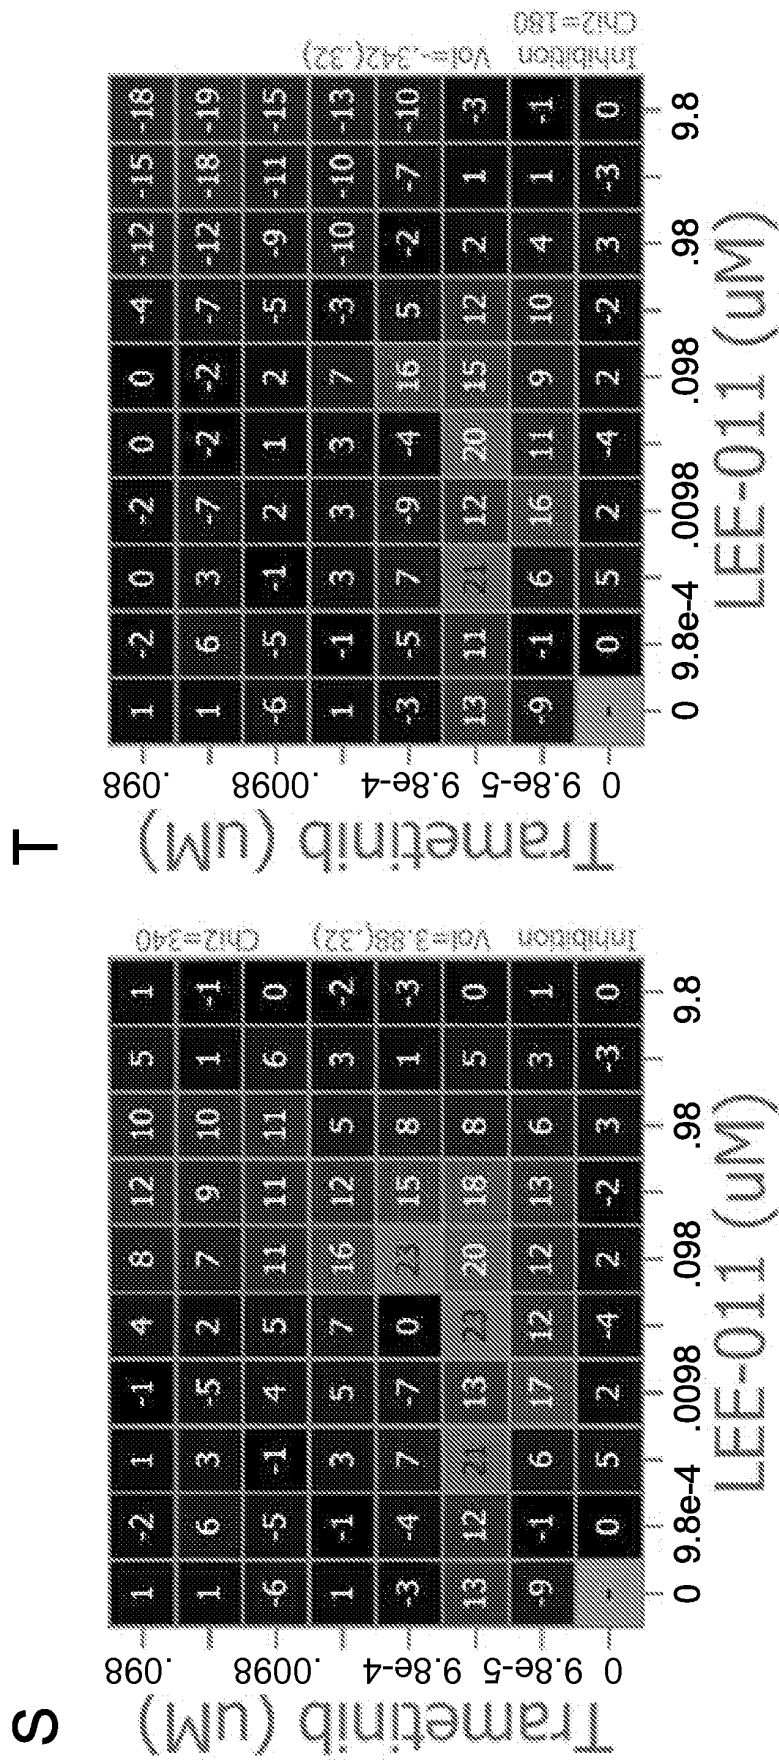 S
Trametinib (uM)
.098 1 -2 1 -1 4 8 12 10 5 1
1 6 3 -5 2 7 9 10 1 -1
.0098 -6 -5 -1 4 5 11 11 11 6 0
1 -1 3 5 7 16 12 5 3 -2
9.8e-4 -3 -4 7 -7 0 23 15 8 1 -3
13 12 21 13 23 20 18 8 5 0
9.8e-5 -9 -1 6 17 12 12 13 6 3 1
0 - 0 5 2 -4 2 -2 3 -3 0
0 9.8e-4 .0098 .098 .98 9.8
LEE-011 (uM)
Inhibition Vol=3.88(.32) Chi2=340
T
Trametinib (uM)
.098 1 -2 0 -2 0 0 -4 -12 -15 -18
1 6 3 -7 -2 -2 -7 -12 -18 -19
.0098 -6 -5 -1 2 1 2 -5 -9 -11 -15
1 -1 3 3 3 7 -3 -10 -10 -13
9.8e-4 -3 -5 7 -9 -4 16 5 -2 -7 -10
13 11 21 12 20 15 12 2 1 -3
9.8e-5 -9 -1 6 16 11 9 10 4 1 -1
0 - 0 5 2 -4 2 -2 3 -3 0
0 9.8e-4 .0098 .098 .98 9.8
LEE-011 (uM)
Inhibition Vol=-.342(.32)
Chi2=180